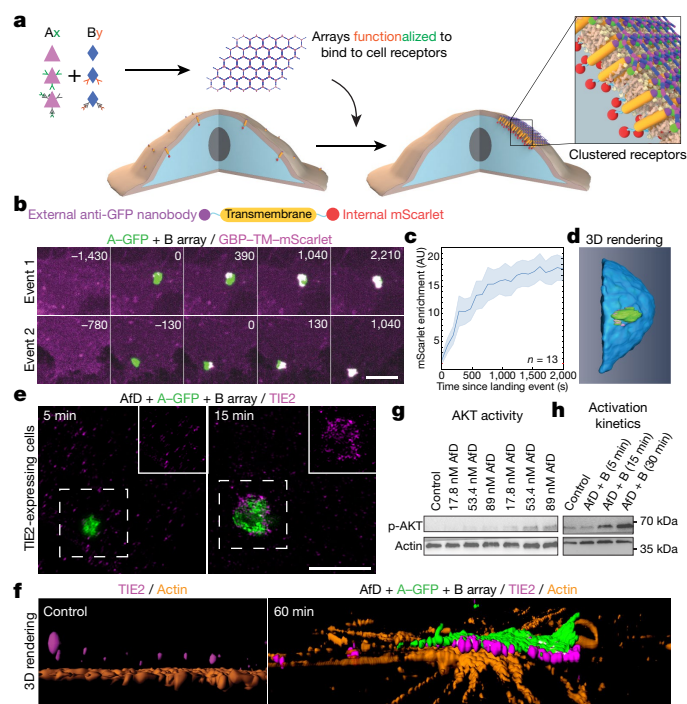 a
Ax
By
+
Arrays functionalized to
bind to cell receptors
Clustered receptors
b
External anti-GFP nanobody
Transmembrane
Internal mScarlet
A–GFP + B array / GBP–TM–mScarlet
Event 1
−1,430
0
390
1,040
2,210
Event 2
−780
−130
0
130
1,040
c
mScarlet enrichment (AU)
20
15
10
5
n = 13
0
500
1,000
1,500
2,000
Time since landing event (s)
d
3D rendering
e
AfD + A–GFP + B array / TIE2
TIE2-expressing cells
5 min
15 min
g
AKT activity
Control
17.8 nM AfD
53.4 nM AfD
89 nM AfD
17.8 nM AfD
53.4 nM AfD
89 nM AfD
p-AKT
Actin
h
Activation
kinetics
Control
AfD + B (5 min)
AfD + B (15 min)
AfD + B (30 min)
70 kDa
35 kDa
f
TIE2 / Actin
AfD + A–GFP + B array / TIE2 / Actin
3D rendering
Control
60 min